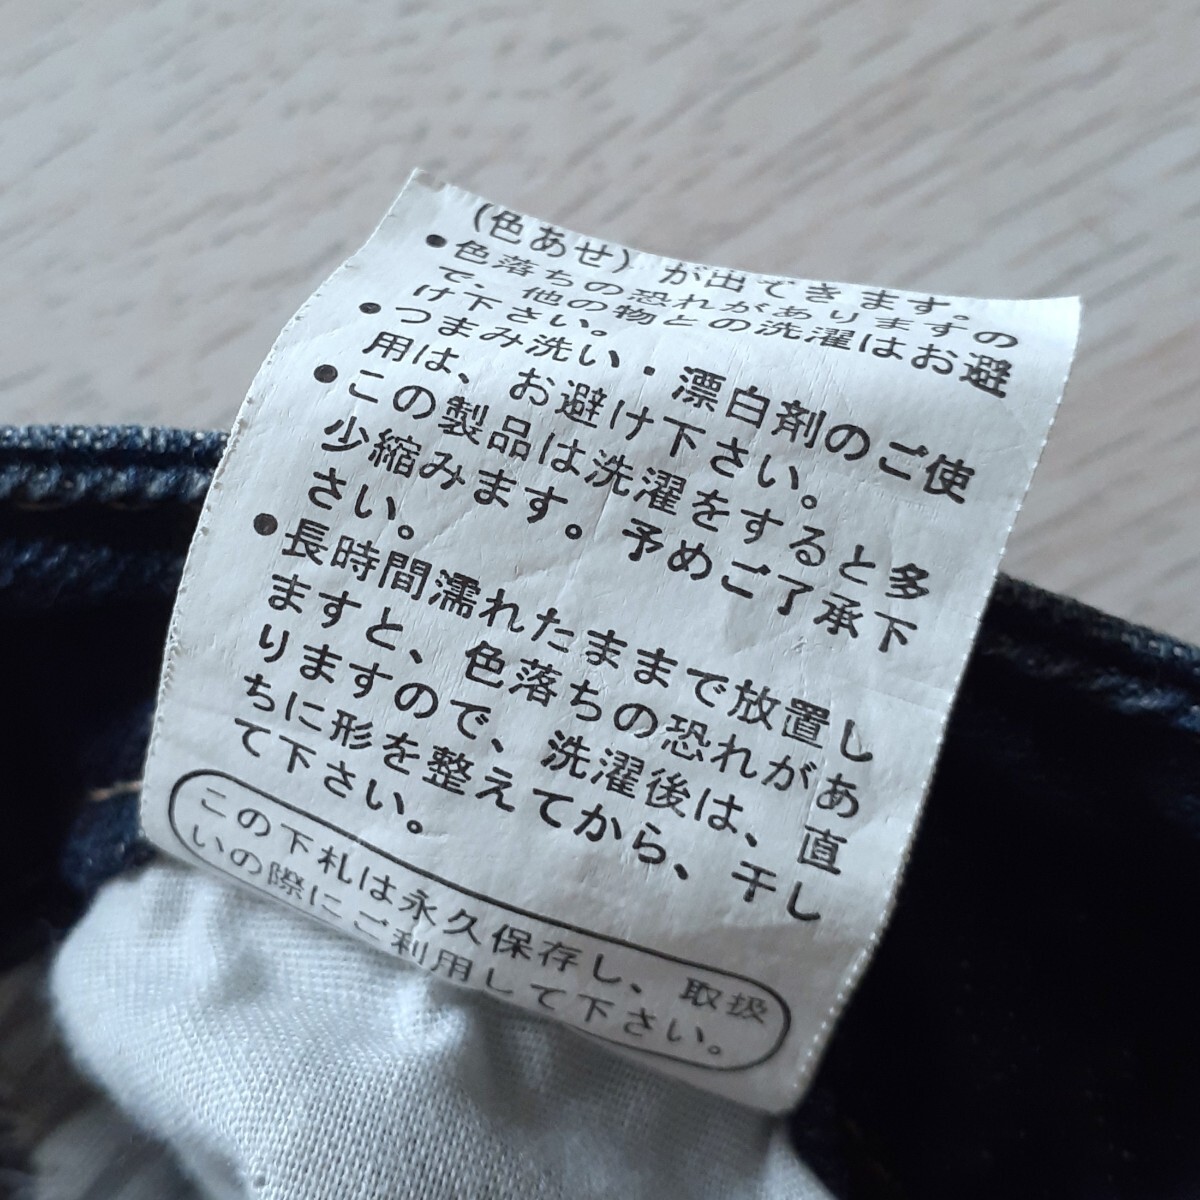 (色あせ)が出てきます。
●色落ちの恐れがありますの
で、他の物との洗濯はお避
け下さい。
●つまみ洗い・漂白剤のご使
用は、お避け下さい。
●この製品は洗濯をすると多
少縮みます。予めご了承下
さい。
●長時間濡れたままで放置し
ますと、色落ちの恐れがあ
りますので、洗濯後は、直
ちに形を整えてから、干し
て下さい。
この下札は永久保存し、取扱
いの際にご利用して下さい。